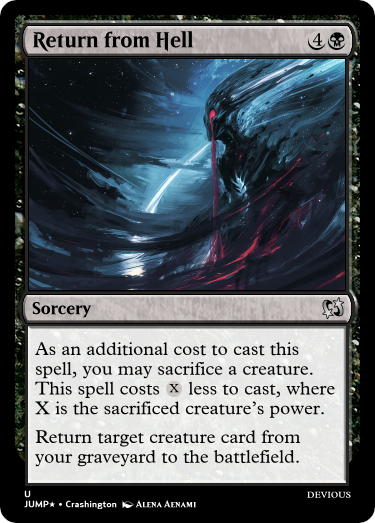 Return from Hell 4
Sorcery
As an additional cost to cast this
spell, you may sacrifice a creature.
This spell costs X less to cast, where
X is the sacrificed creature's power.
Return target creature card from
your graveyard to the battlefield.
U
JUMP★ • Crashington Alena Aenami
DEVIOUS